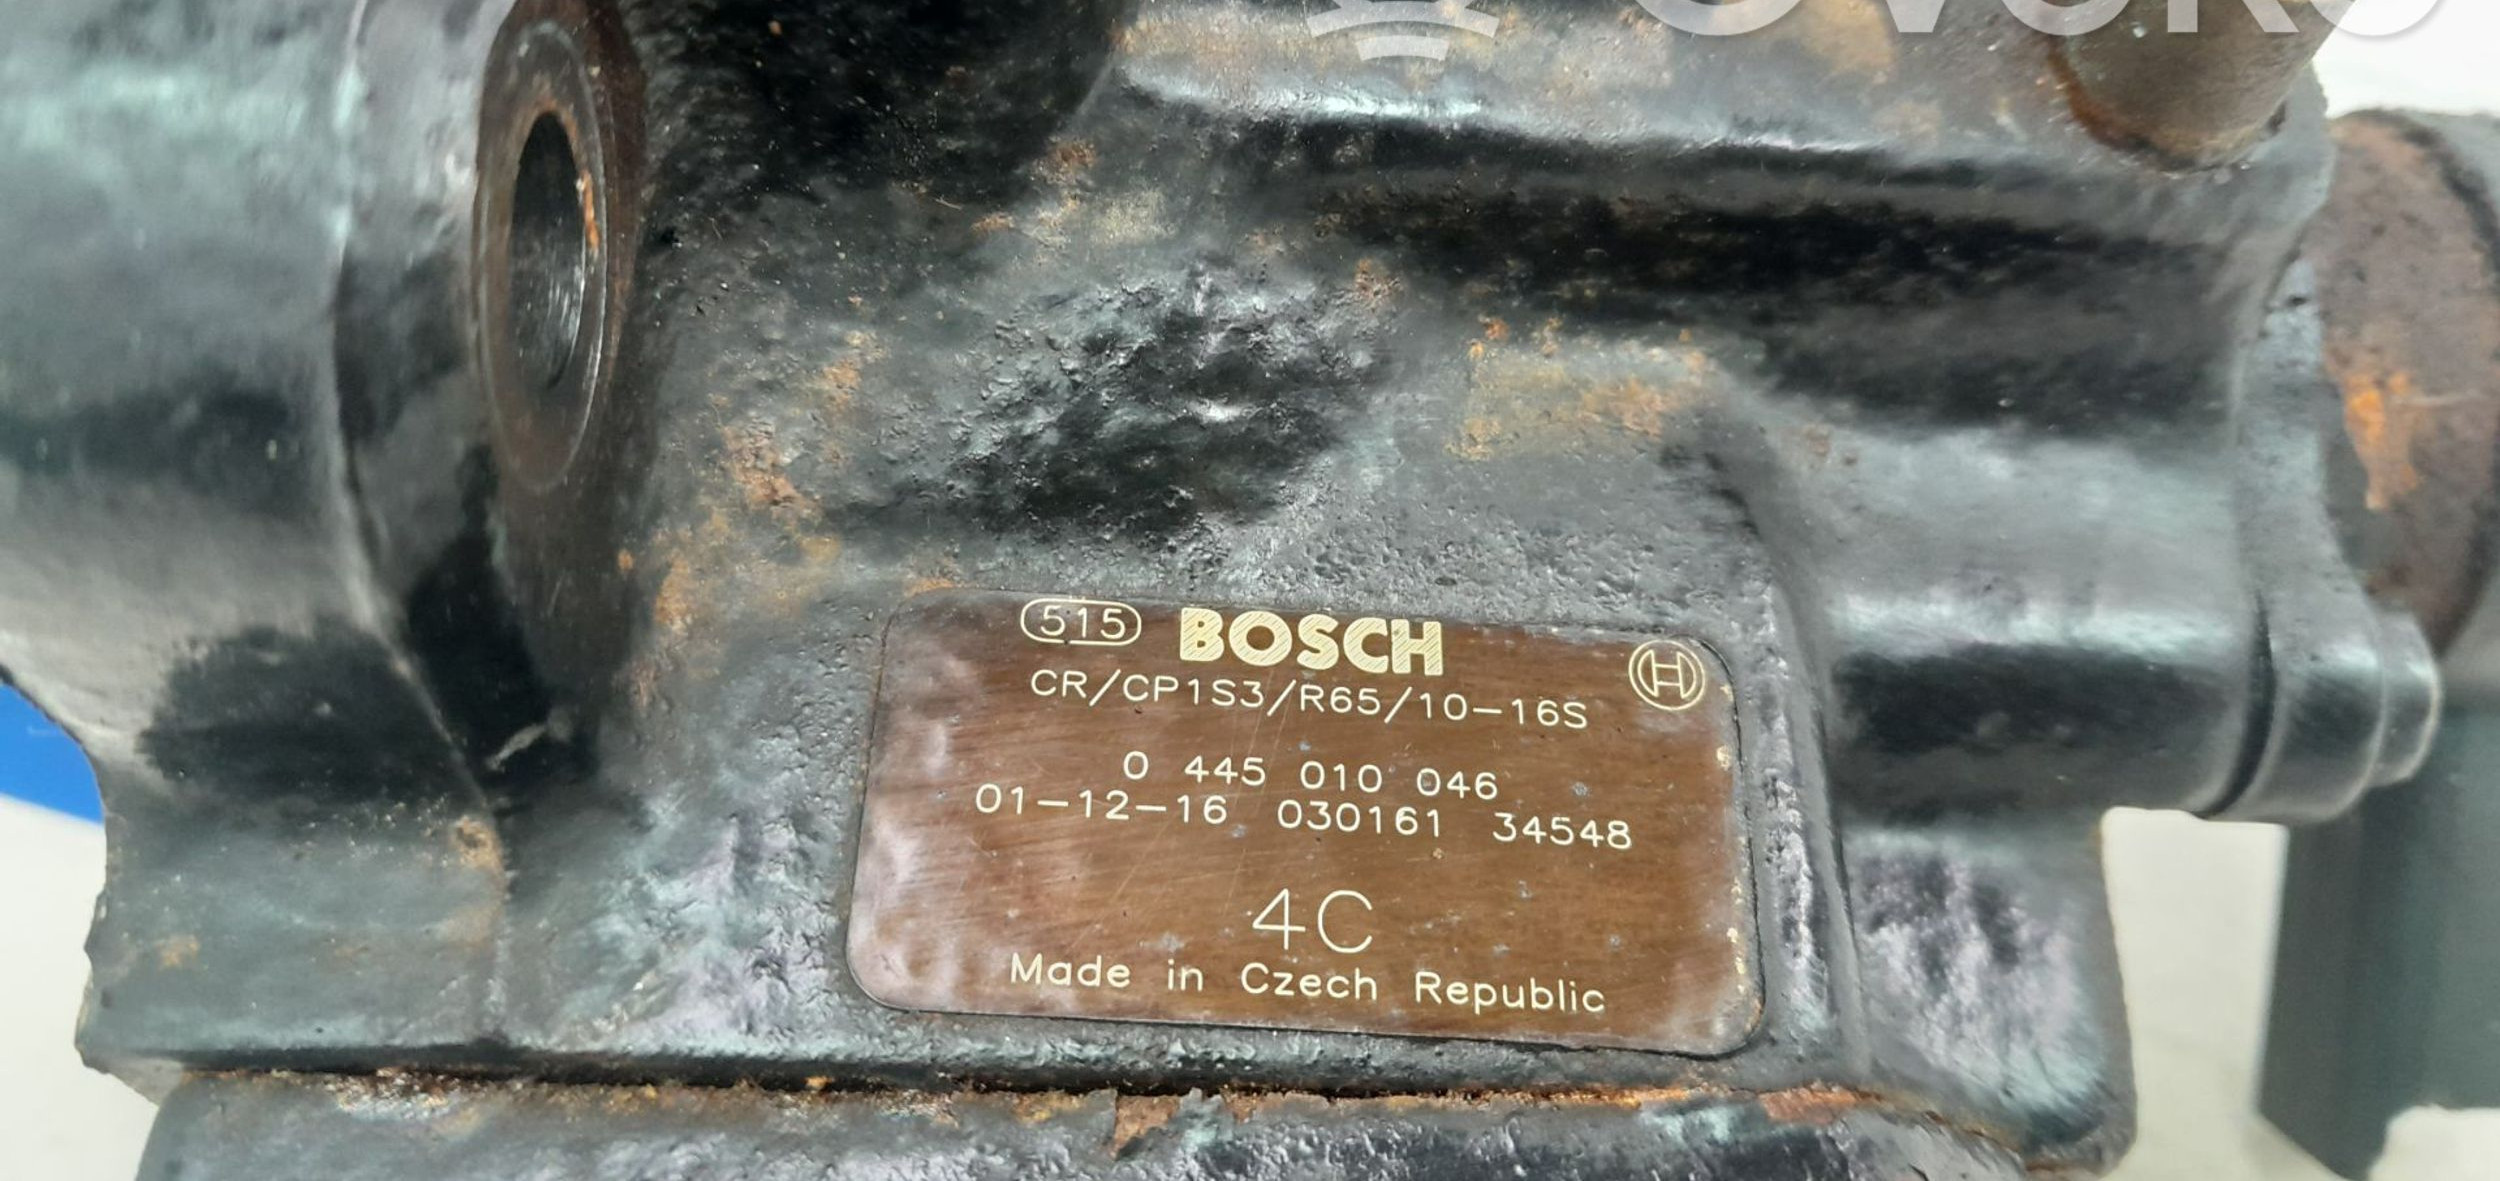 515 BOSCH
CR/CP1S3/R65/10-16S
0 445 010 046
01-12-16 030161 34548
4C
Made in Czech Republic